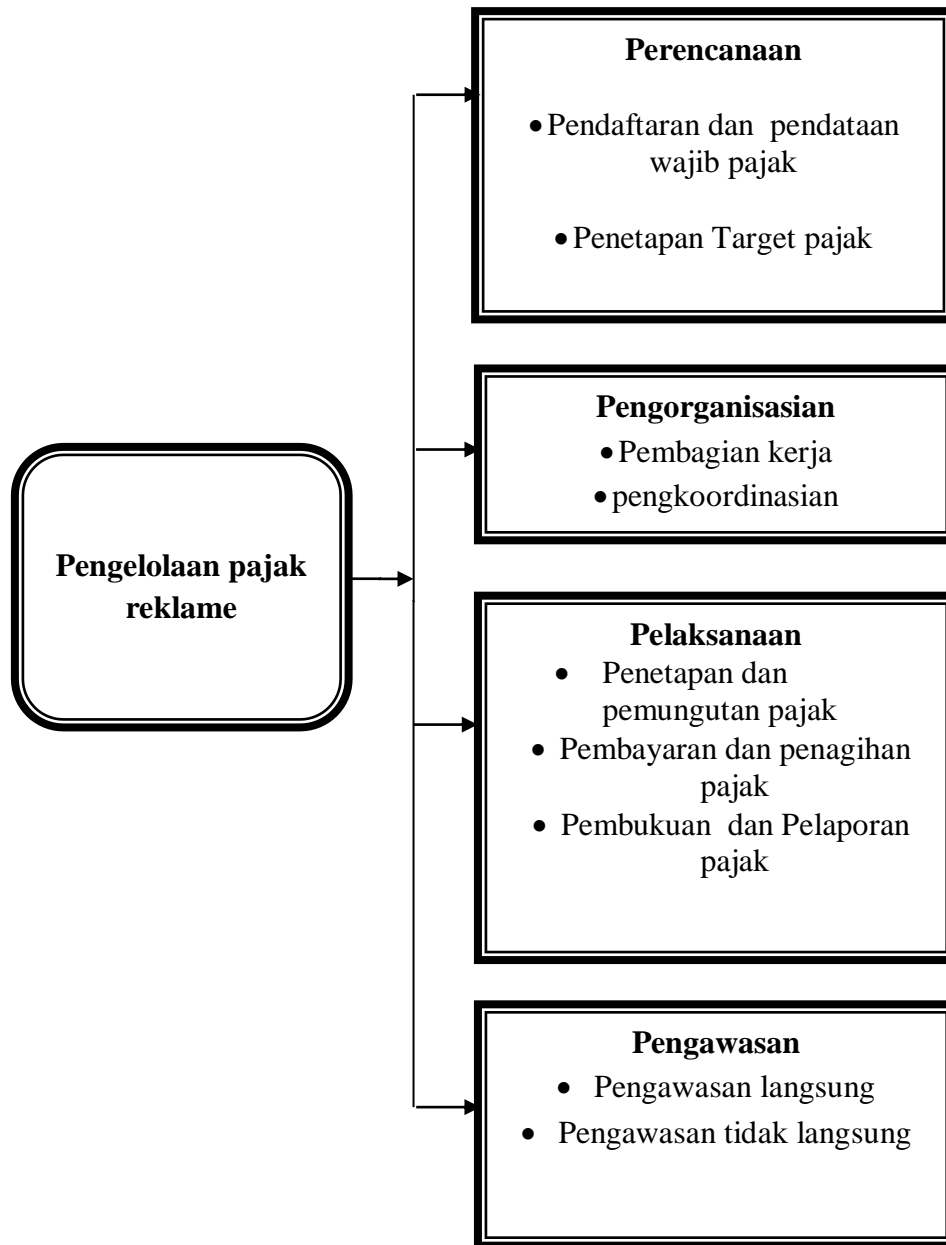 Perencanaan
•Pendaftaran dan pendataan
wajib pajak
•Penetapan Target pajak
Pengorganisasian
•Pembagian kerja
•pengkoordinasian
Pengelolaan pajak
reklame
Pelaksanaan
• Penetapan dan
pemungutan pajak
• Pembayaran dan penagihan
pajak
• Pembukuan dan Pelaporan
pajak
Pengawasan
• Pengawasan langsung
• Pengawasan tidak langsung